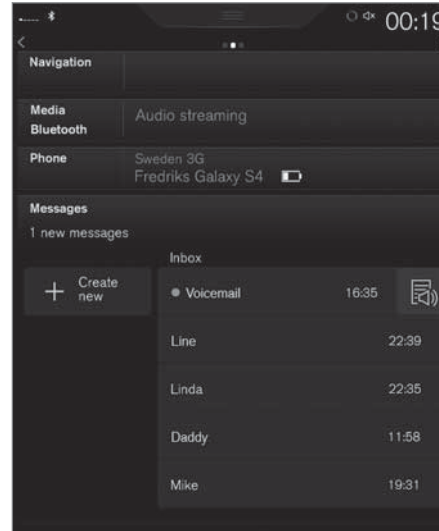 00:19
Navigation
Media
Bluetooth
Audio streaming
Phone
Sweden 3G
Fredriks Galaxy S4
Messages
1 new messages
Inbox
Create
new
Voicemail 16:35
Line 22:39
Linda 22:35
Daddy 11:58
Mike 19:31